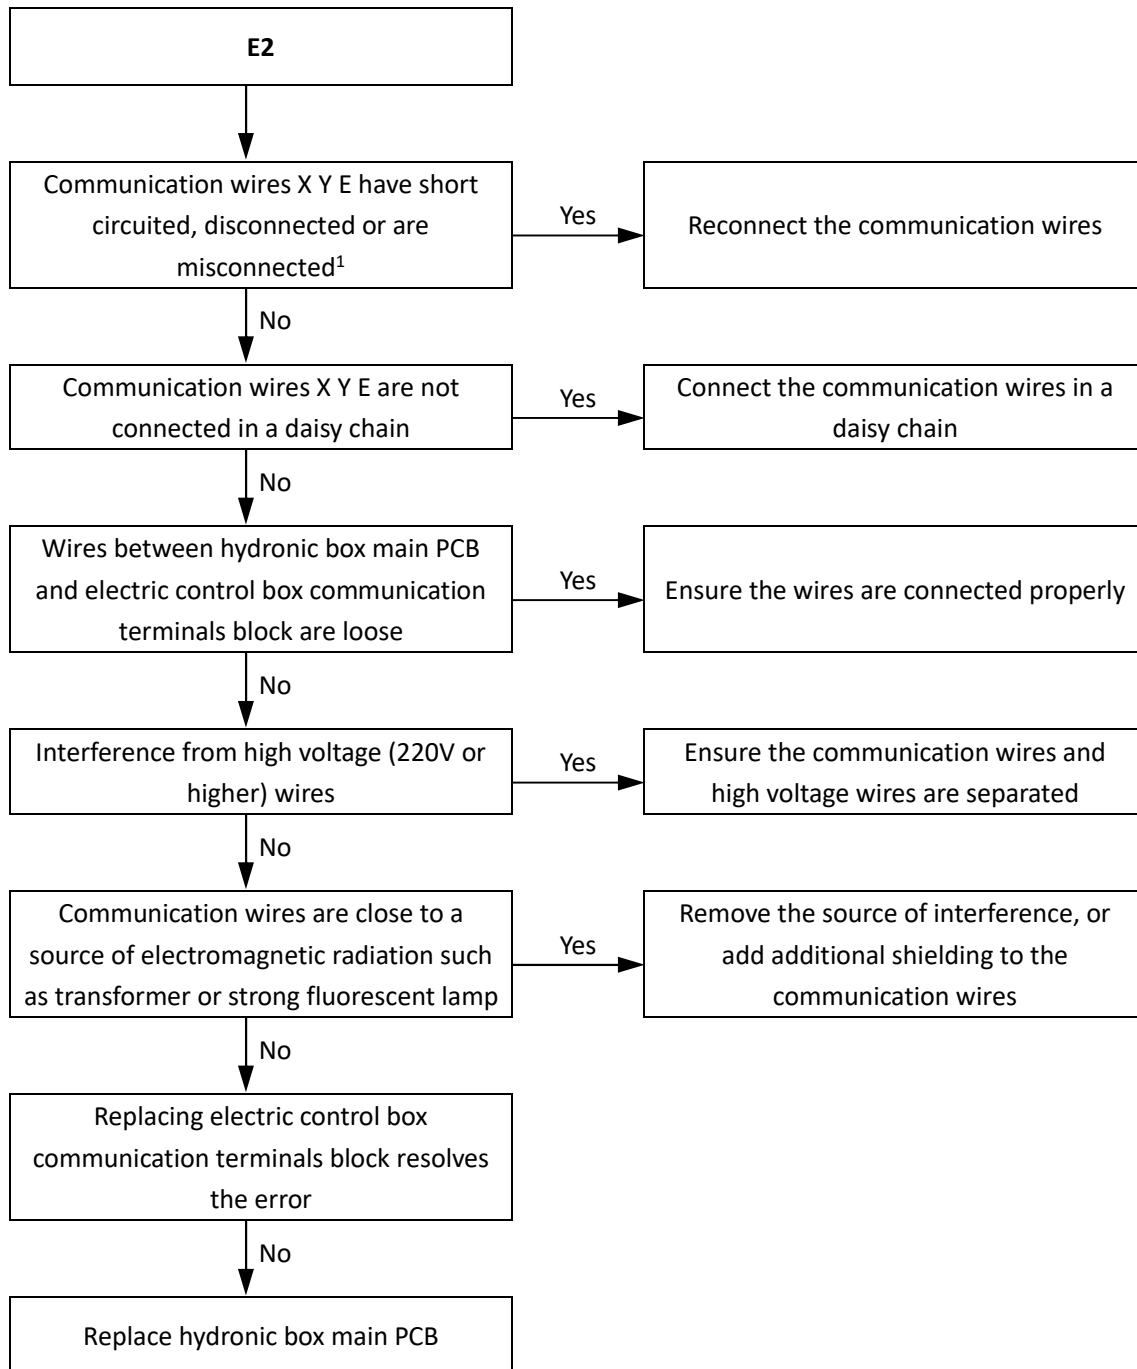 E2
Communication wires X Y E have short
circuited, disconnected or are
misconnected1
Yes
Reconnect the communication wires
No
Communication wires X Y E are not
connected in a daisy chain
Yes
Connect the communication wires in a
daisy chain
No
Wires between hydronic box main PCB
and electric control box communication
terminals block are loose
Yes
Ensure the wires are connected properly
No
Interference from high voltage (220V or
higher) wires
Yes
Ensure the communication wires and
high voltage wires are separated
No
Communication wires are close to a
source of electromagnetic radiation such
as transformer or strong fluorescent lamp
Yes
Remove the source of interference, or
add additional shielding to the
communication wires
No
Replacing electric control box
communication terminals block resolves
the error
No
Replace hydronic box main PCB